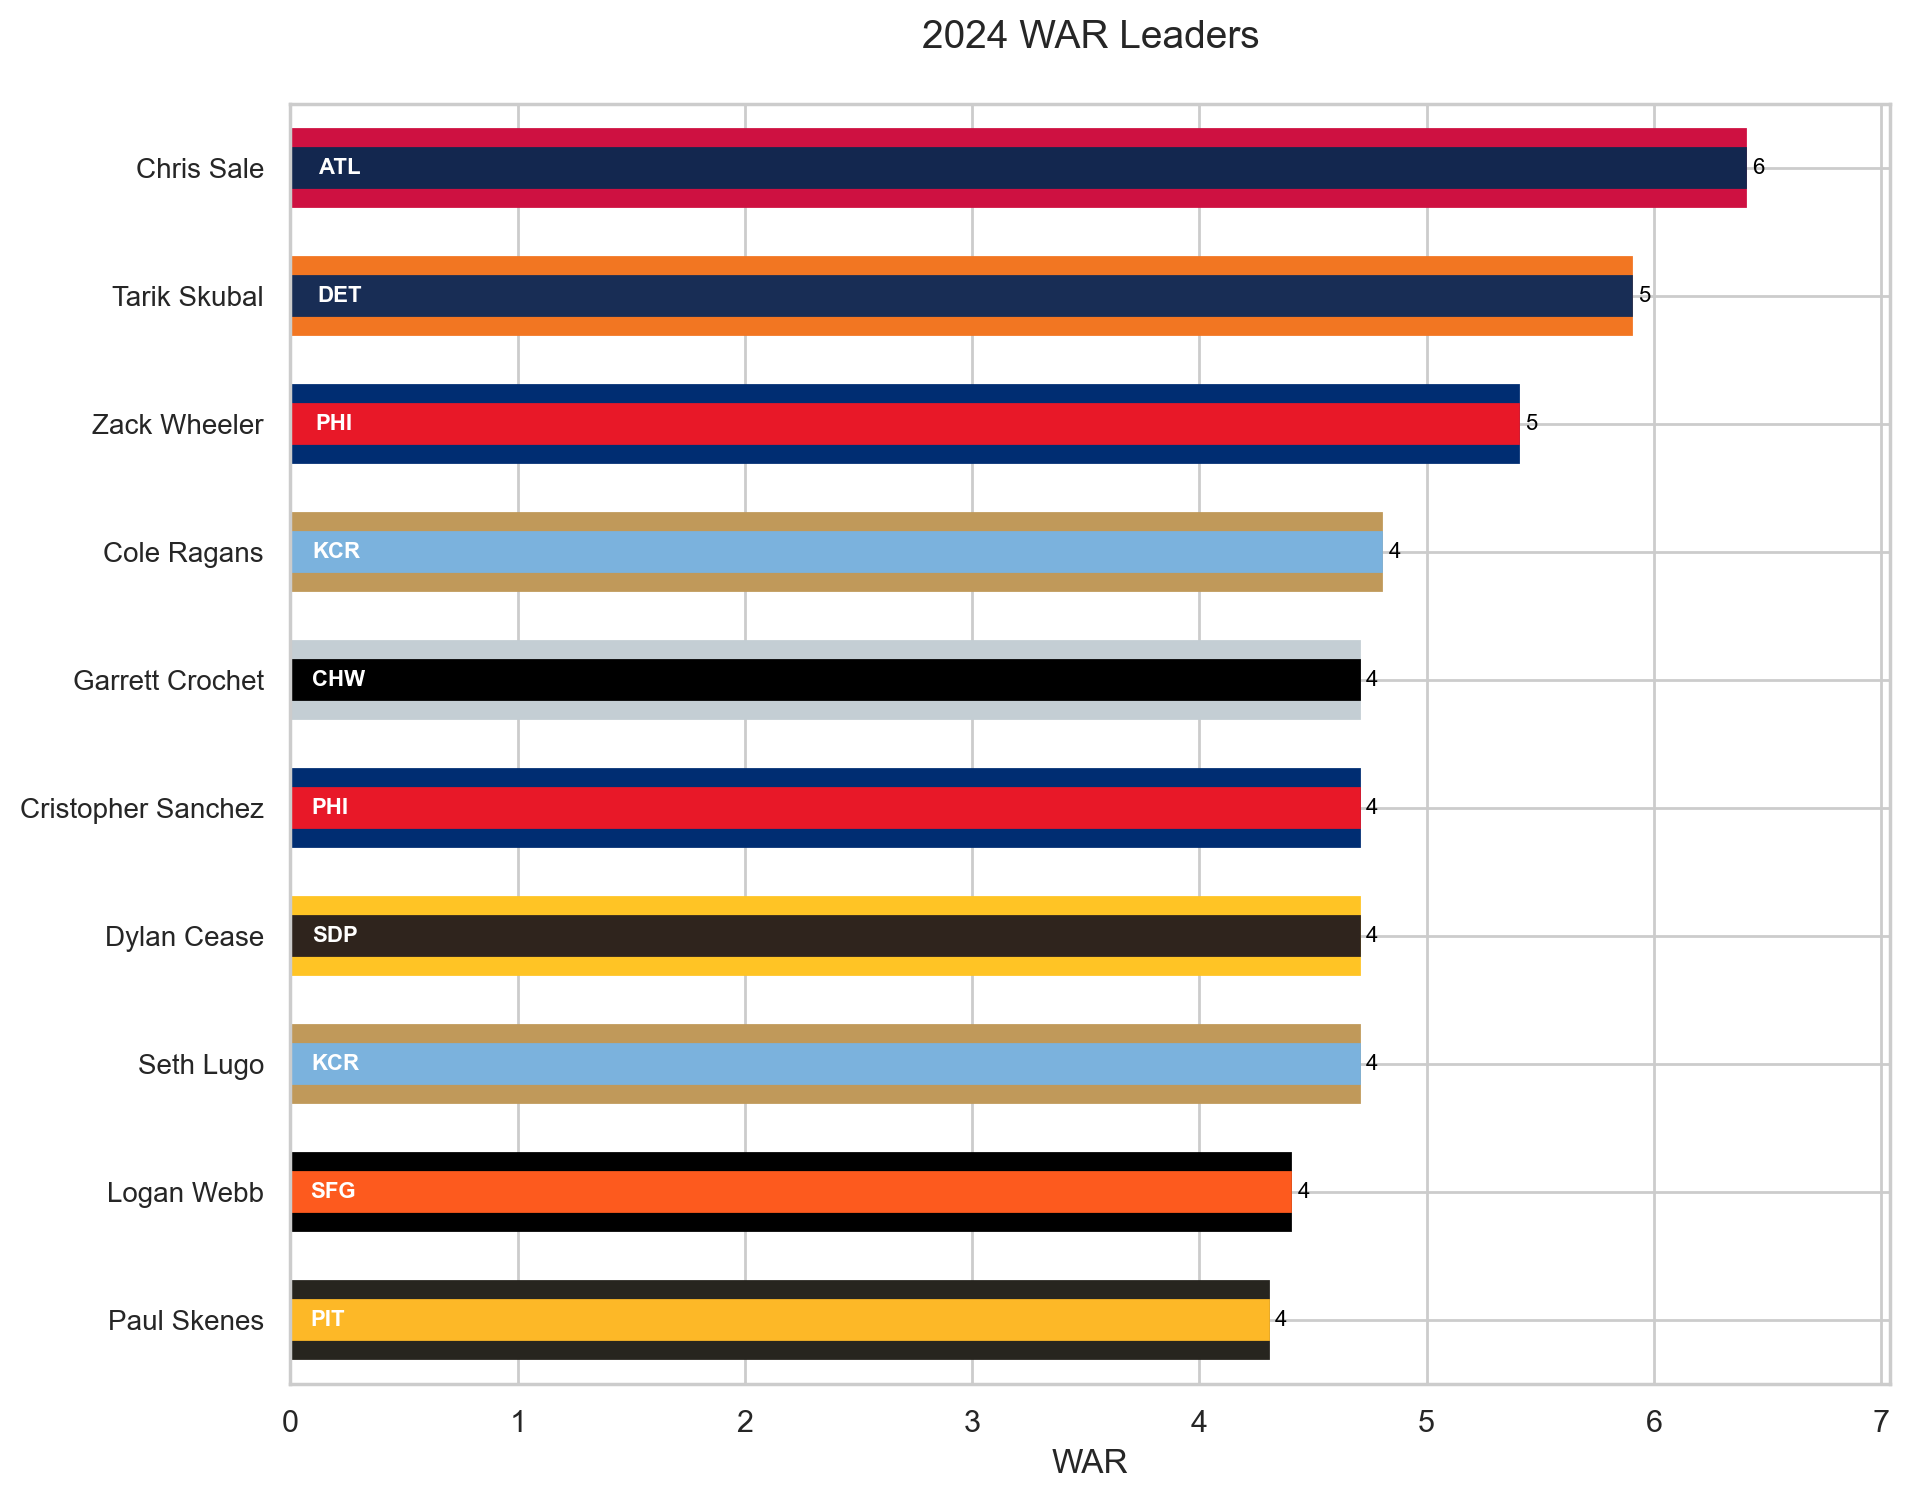 2024 WAR Leaders
Chris Sale ATL 6
Tarik Skubal DET 5
Zack Wheeler PHI 5
Cole Ragans KCR 4
Garrett Crochet CHW 4
Cristopher Sanchez PHI 4
Dylan Cease SDP 4
Seth Lugo KCR 4
Logan Webb SFG 4
Paul Skenes PIT 4
0 1 2 3 4 5 6 7
WAR